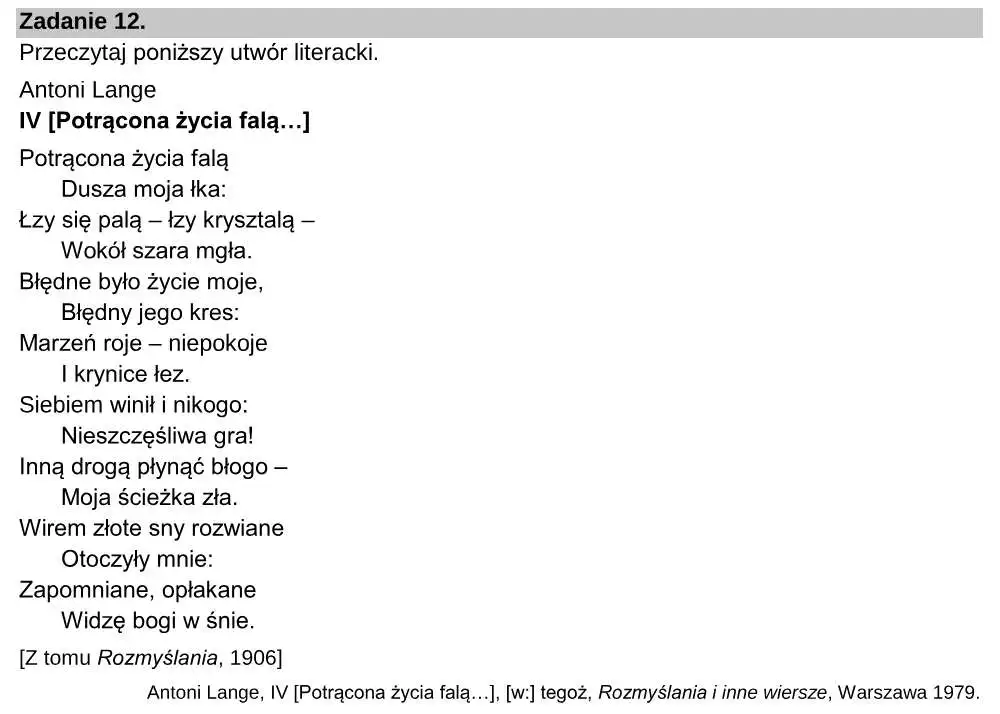 Zadanie 12.
Przeczytaj poniższy utwór literacki.
Antoni Lange
IV [Potrącona życia falą…]
Potrącona życia falą
Dusza moja łka:
Łzy się palą – łzy krysztalą –
Wokół szara mgła.
Błędne było życie moje,
Błędny jego kres:
Marzeń roje – niepokoje
I krynice łez.
Siebiem winił i nikogo:
Nieszczęśliwa gra!
Inną drogą płynąć błogo –
Moja ścieżka zła.
Wirem złote sny rozwiane
Otoczyły mnie:
Zapomniane, opłakane
Widzę bogi w śnie.
[Z tomu Rozmyślania, 1906]
Antoni Lange, IV [Potrącona życia falą…], [w:] tegoż, Rozmyślania i inne wiersze, Warszawa 1979.